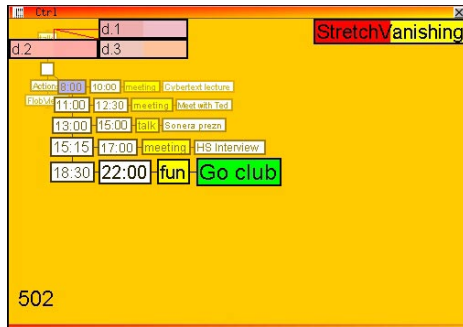 Ctrl
d.1
StretchVanishing
d.2 d.3
Action 8:00 10:00 meeting Cybertext lecture
11:00 12:30 meeting Meet with Ted
13:00 15:00 talk Sonera prezn
15:15 17:00 meeting HS Interview
18:30 22:00 fun Go club
502